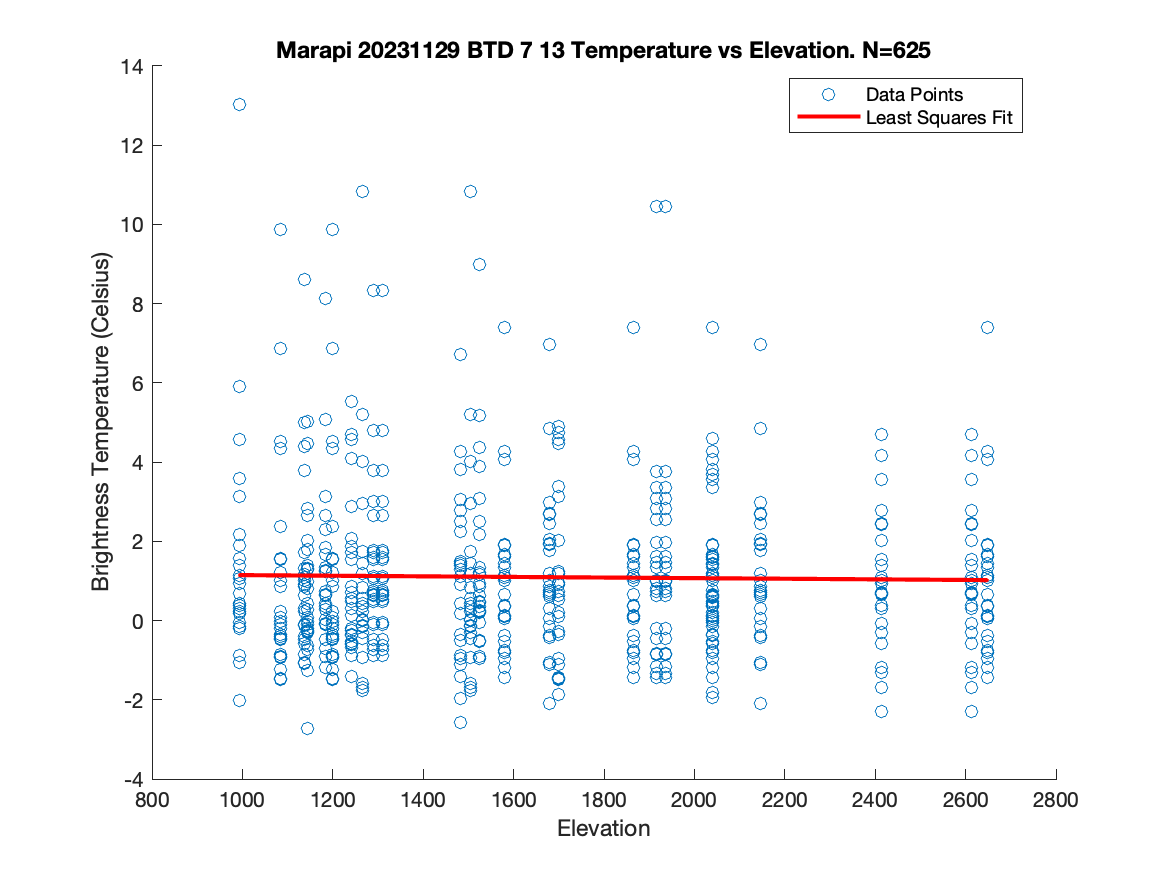 Marapi 20231129 BTD 7 13 Temperature vs Elevation. N=625
Data Points
Least Squares Fit
14
12
10
8
6
4
2
0
-2
-4
Brightness Temperature (Celsius)
800 1000 1200 1400 1600 1800 2000 2200 2400 2600 2800
Elevation